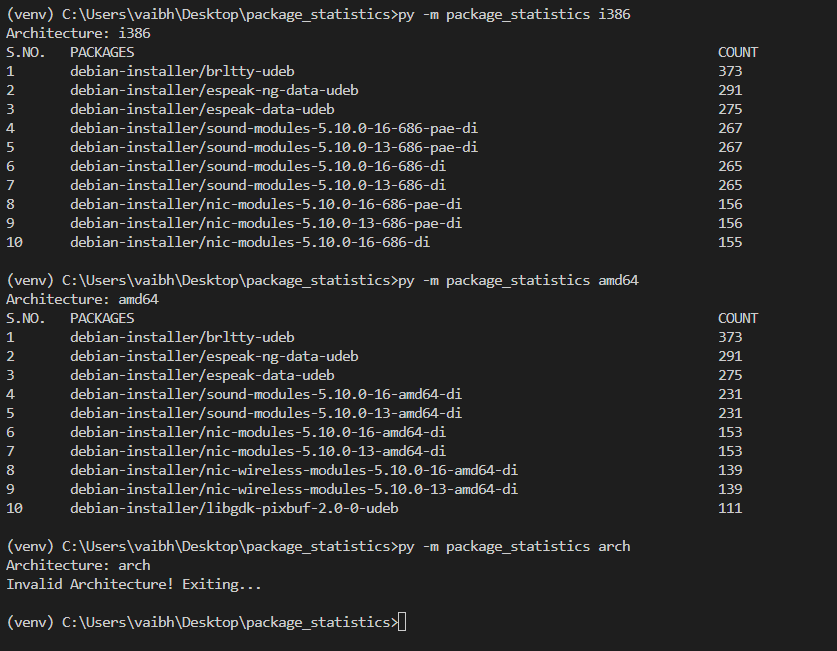 (venv) C:\Users\vaibh\Desktop\package_statistics>py -m package_statistics i386
Architecture: i386
S.NO. PACKAGES COUNT
1 debian-installer/brltty-udeb 373
2 debian-installer/espeak-ng-data-udeb 291
3 debian-installer/espeak-data-udeb 275
4 debian-installer/sound-modules-5.10.0-16-686-pae-di 267
5 debian-installer/sound-modules-5.10.0-13-686-pae-di 267
6 debian-installer/sound-modules-5.10.0-16-686-di 265
7 debian-installer/sound-modules-5.10.0-13-686-di 265
8 debian-installer/nic-modules-5.10.0-16-686-pae-di 156
9 debian-installer/nic-modules-5.10.0-13-686-pae-di 156
10 debian-installer/nic-modules-5.10.0-16-686-di 155
(venv) C:\Users\vaibh\Desktop\package_statistics>py -m package_statistics amd64
Architecture: amd64
S.NO. PACKAGES COUNT
1 debian-installer/brltty-udeb 373
2 debian-installer/espeak-ng-data-udeb 291
3 debian-installer/espeak-data-udeb 275
4 debian-installer/sound-modules-5.10.0-16-amd64-di 231
5 debian-installer/sound-modules-5.10.0-13-amd64-di 231
6 debian-installer/nic-modules-5.10.0-16-amd64-di 153
7 debian-installer/nic-modules-5.10.0-13-amd64-di 153
8 debian-installer/nic-wireless-modules-5.10.0-16-amd64-di 139
9 debian-installer/nic-wireless-modules-5.10.0-13-amd64-di 139
10 debian-installer/libgdk-pixbuf-2.0-0-udeb 111
(venv) C:\Users\vaibh\Desktop\package_statistics>py -m package_statistics arch
Architecture: arch
Invalid Architecture! Exiting...
(venv) C:\Users\vaibh\Desktop\package_statistics>